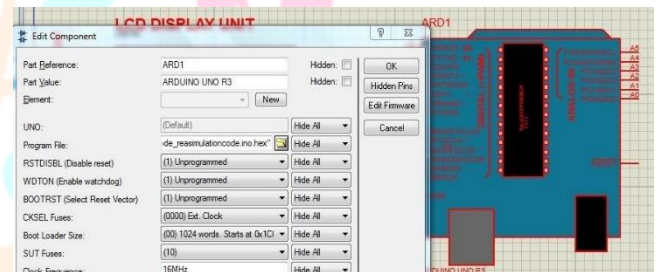 LCD DISPLAY UNIT
ARD1
Edit Component
Part Reference: ARD1 Hidden:
Part Value: ARDUINO UNO R3 Hidden:
Element: New
OK
Hidden Pins
Edit Firmware
Cancel
UNO: (Default) Hide All
Program File: -de_reasimulationcode.ino.hex" Hide All
RSTDISBL (Disable reset) (1) Unprogrammed Hide All
WDTON (Enable watchdog) (1) Unprogrammed Hide All
BOOTRST (Select Reset Vector) (1) Unprogrammed Hide All
CKSEL Fuses: (0000) Ext. Clock Hide All
Boot Loader Size: (00) 1024 words. Starts at 0x1C Hide All
SUT Fuses: (10) Hide All
Clock Frequency: 16MHz Hide All
A5
A4
A3
A2
A1
A0
RESET